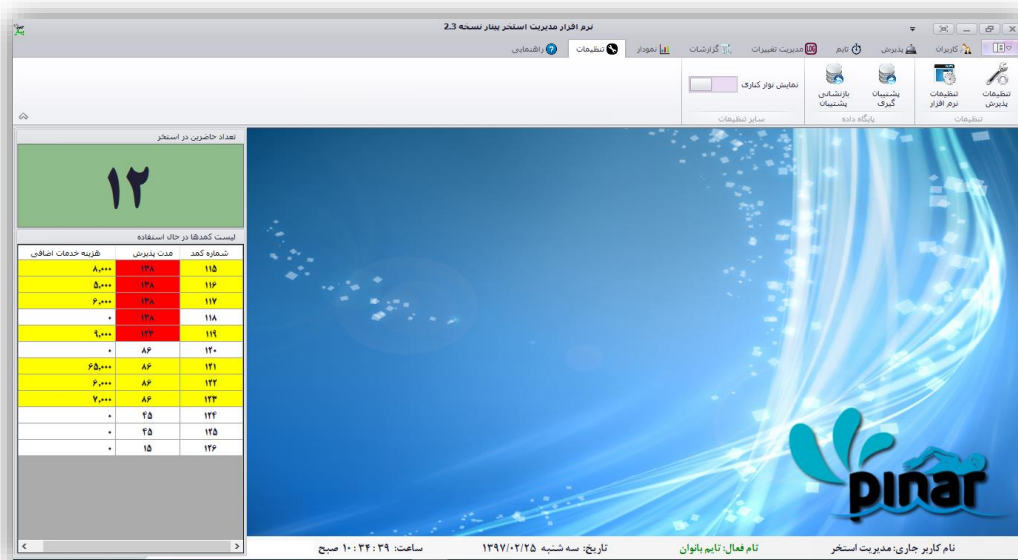 نرم افزار مدیریت استخر پینار نسخه 2.3
کاربران
پذیرش
تایم
مدیریت تغییرات
گزارشات
نمودار
تنظیمات
راهنمایی
تنظیمات پذیرش
تنظیمات نرم افزار
پشتیبان گیری
بازنشانی پشتیبان
نمایش نوار کناری
تنظیمات
پایگاه داده
سایر تنظیمات
تعداد حاضرین در استخر
۱۲
لیست کمدها در حال استفاده
شماره کمد مدت پذیرش هزینه خدمات اضافی
۱۱۵ ۱۳۸ ۸,۰۰۰
۱۱۶ ۱۳۸ ۵,۰۰۰
۱۱۷ ۱۳۸ ۶,۰۰۰
۱۱۸ ۱۳۸ ۰
۱۱۹ ۱۲۳ ۹,۰۰۰
۱۲۰ ۸۶ ۰
۱۲۱ ۸۶ ۶۵,۰۰۰
۱۲۲ ۸۶ ۶,۰۰۰
۱۲۳ ۸۶ ۷,۰۰۰
۱۲۴ ۴۵ ۰
۱۲۵ ۴۵ ۰
۱۲۶ ۱۵ ۰
pinar
نام کاربر جاری: مدیریت استخر
تام فعال: تایم بانوان
تاریخ: سه شنبه ۱۳۹۷/۰۲/۲۵
ساعت: ۱۰:۳۴:۳۹ صبح